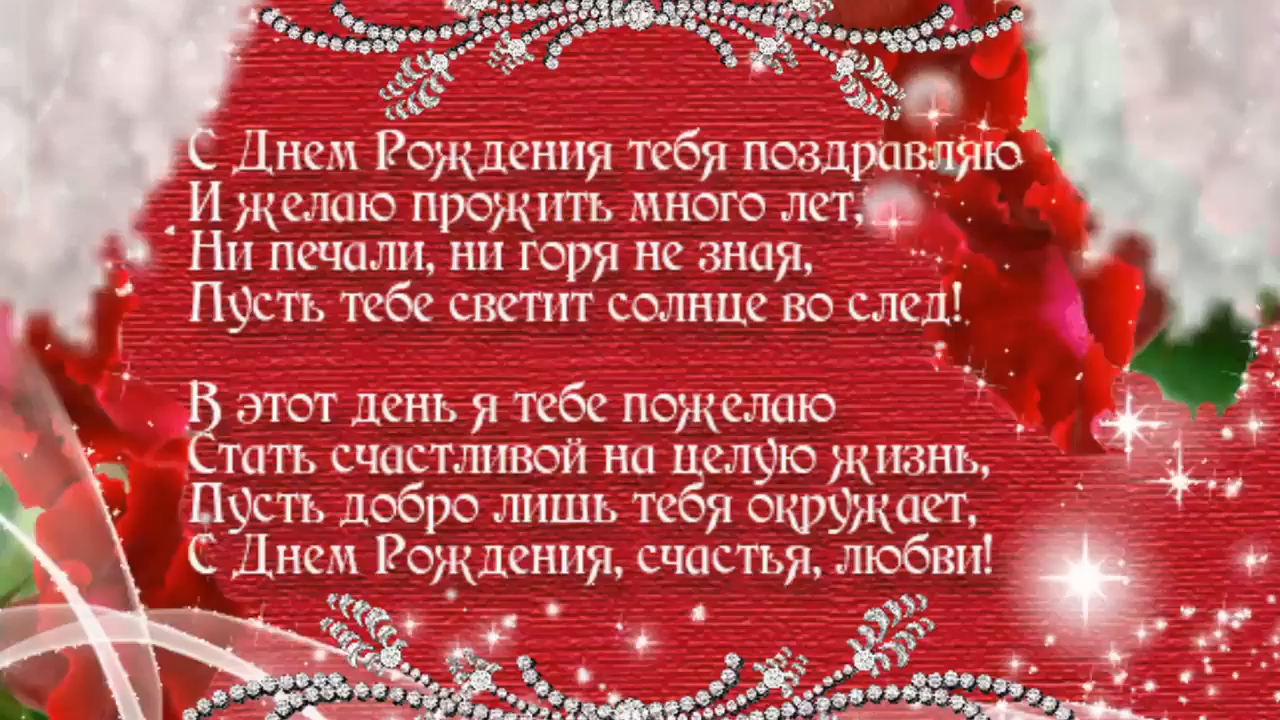 С Днем Рождения тебя поздравляю
И желаю прожить много лет,
Ни печали, ни горя не зная,
Пусть тебе светит солнце во след!
В этот день я тебе пожелаю
Стать счастливой на целую жизнь,
Пусть добро лишь тебя окружает,
С Днем Рождения, счастья, любви!